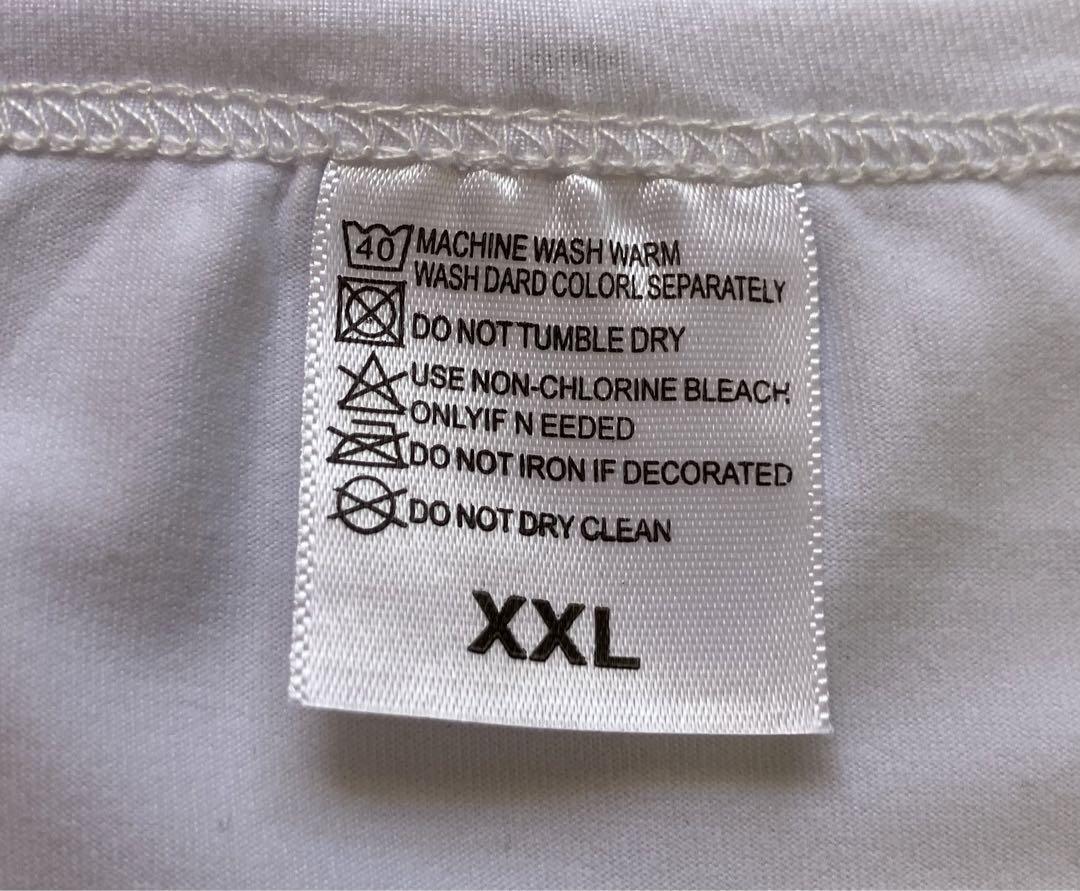 40 MACHINE WASH WARM
WASH DARD COLORL SEPARATELY
DO NOT TUMBLE DRY
USE NON-CHLORINE BLEACH
ONLYIF N EEDED
DO NOT IRON IF DECORATED
DO NOT DRY CLEAN
XXL